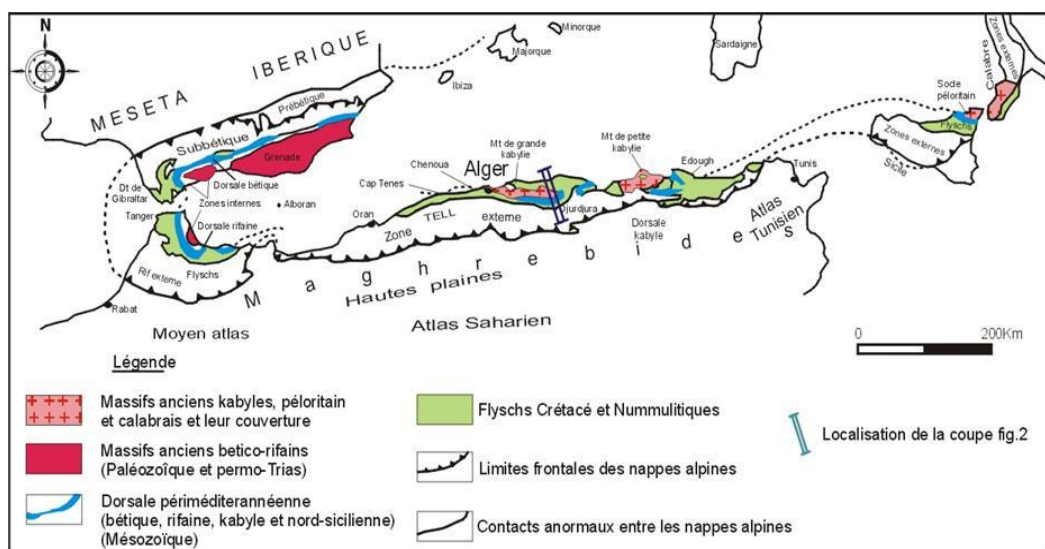 N
Minorque
Majorque
Ibiza
Sardaigne
MESETA IBERIQUE
Prébétique
Subbétique
Grenade
Dorsale bétique
Zones internes
Dt de
Gibraltar
Tanger
Alboran
Dorsale rifaine
Flyschs
Rif externe
Rabat
Oran
Cap Tenes
Chenoua
Alger
Mt de grande
kabylie
Mt de petite
kabylie
Edough
Tunis
Djurdjura
Dorsale
kabyle
TELL externe
Zone
Maghrebides
Atlas
Tunisien
Hautes plaines
Atlas Saharien
Moyen atlas
Zones externes
Calabre
Socle
péloritain
Flyschs
Zones externes
Sicile
0 200Km
Légende
Massifs anciens kabyles, péloritain
et calabrais et leur couverture
Massifs anciens betico-rifains
(Paléozoîque et permo-Trias)
Dorsale périméditerannéenne
(bétique, rifaine, kabyle et nord-sicilienne)
Mésozoïque)
Flyschs Crétacé et Nummulitiques
Limites frontales des nappes alpines
Contacts anormaux entre les nappes alpines
Localisation de la coupe fig.2